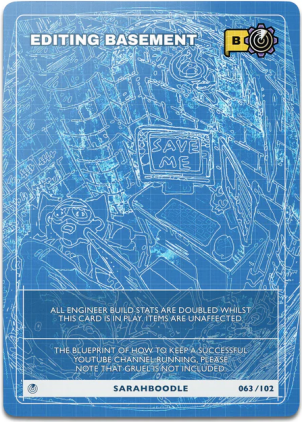 EDITING BASEMENT
B
SAVE
ME
ALL ENGINEER BUILD STATS ARE DOUBLED WHILST
THIS CARD IS IN PLAY. ITEMS ARE UNAFFECTED.
THE BLUEPRINT OF HOW TO KEEP A SUCCESSFUL
YOUTUBE CHANNEL RUNNING. PLEASE
NOTE THAT GRUEL IS NOT INCLUDED.
SARAHBOODLE
063 /102